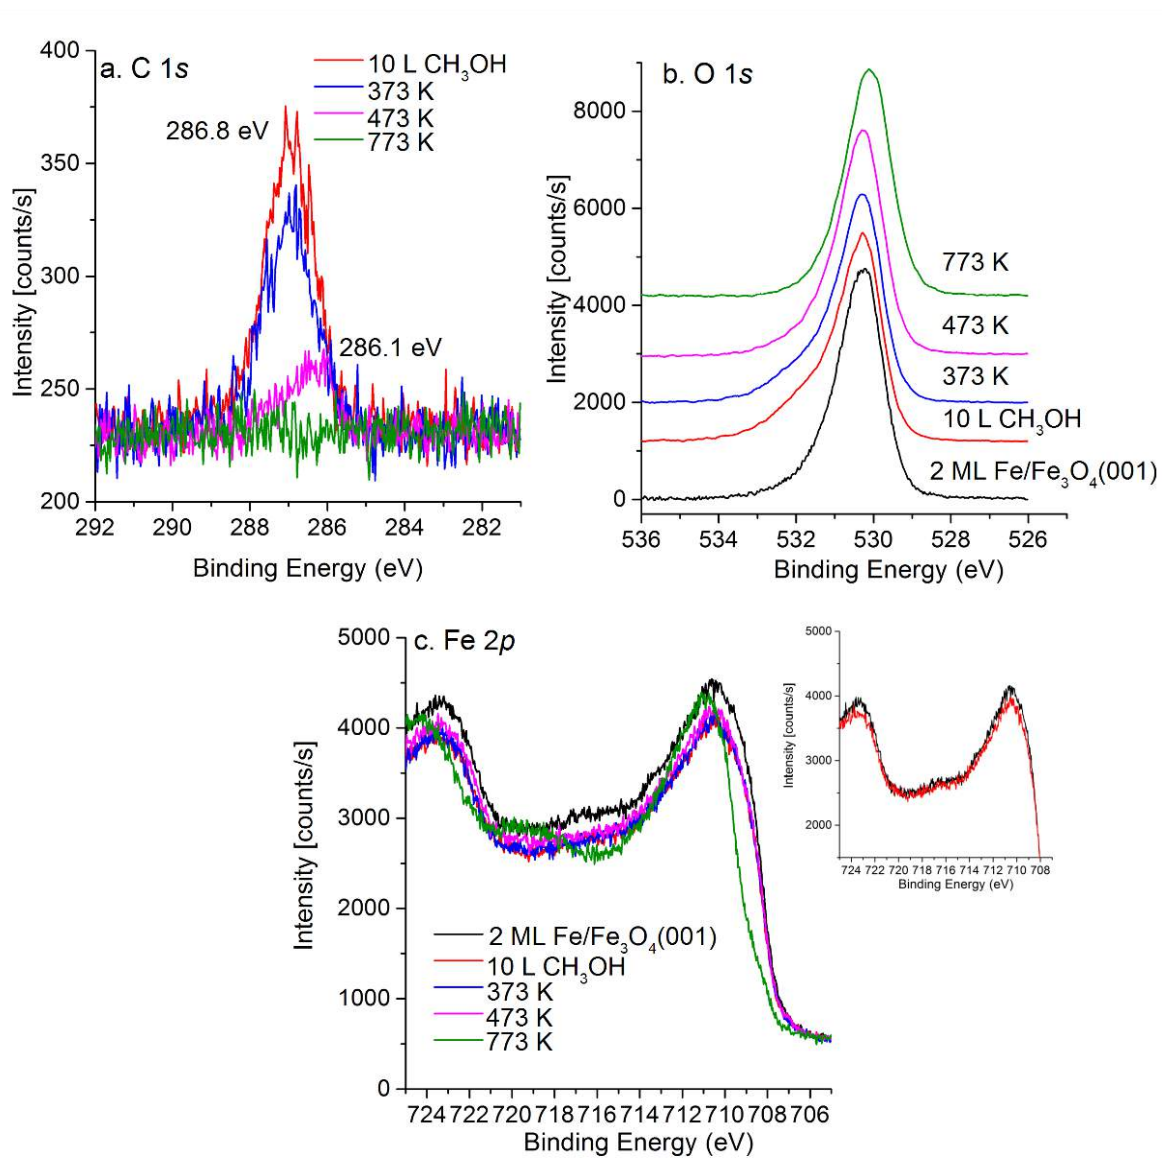 a. C 1s
10 L CH₃OH
373 K
473 K
773 K
286.8 eV
286.1 eV
400
350
300
250
200
292 290 288 286 284 282
Intensity [counts/s]
Binding Energy (eV)
b. O 1s
8000
6000
4000
2000
0
773 K
473 K
373 K
10 L CH₃OH
2 ML Fe/Fe₃O₄(001)
536 534 532 530 528 526
Intensity [counts/s]
Binding Energy (eV)
c. Fe 2p
5000
4000
3000
2000
1000
0
2 ML Fe/Fe₃O₄(001)
10 L CH₃OH
373 K
473 K
773 K
724 722 720 718 716 714 712 710 708 706
Intensity [counts/s]
Binding Energy (eV)
5000
4000
3000
2000
724 722 720 718 716 714 712 710 708
Intensity [counts/s]
Binding Energy (eV)